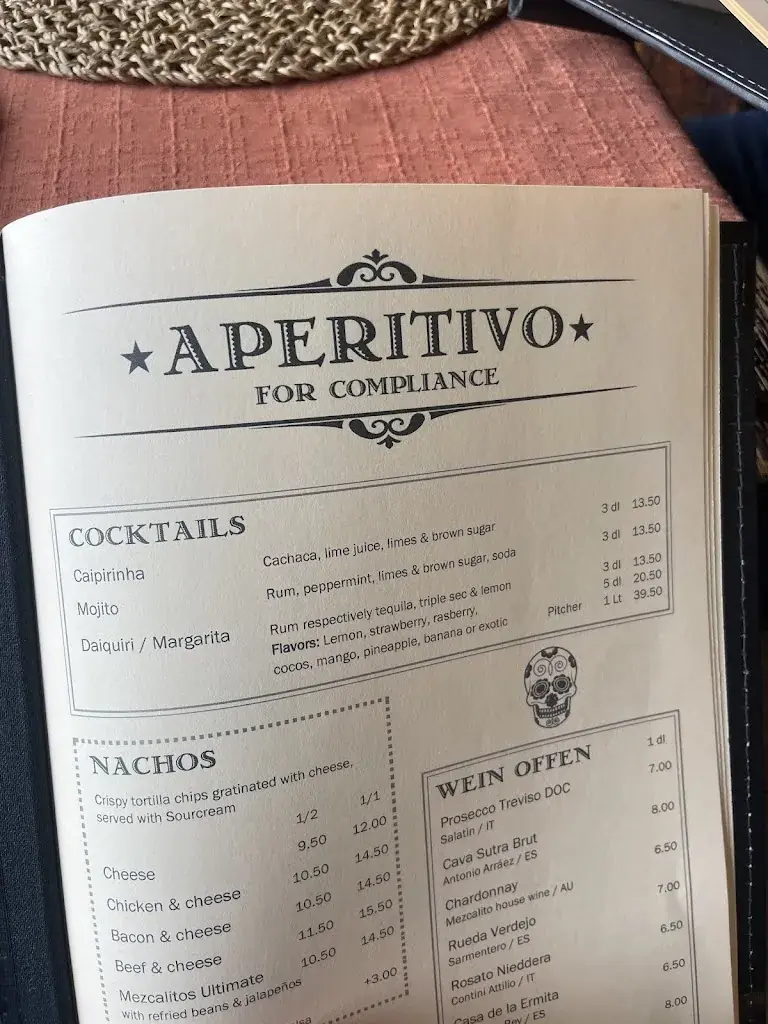 APERITIVO
FOR COMPLIANCE
COCKTAILS
Caipirinha Cachaca, lime juice, limes & brown sugar 3 dl 13.50
Mojito Rum, peppermint, limes & brown sugar, soda 3 dl 13.50
Daiquiri / Margarita Rum respectively tequila, triple sec & lemon 3 dl 13.50
Flavors: Lemon, strawberry, rasberry, 5 dl 20.50
cocos, mango, pineapple, banana or exotic Pitcher 1 Lt 39.50
NACHOS
Crispy tortilla chips gratinated with cheese,
served with Sourcream
1/2 1/1
Cheese 9,50 12.00
Chicken & cheese 10.50 14.50
Bacon & cheese 10.50 14.50
Beef & cheese 11.50 15.50
Mezcalitos Ultimate 10.50 14.50
with refried beans & jalapeños
+3.00
WEIN OFFEN
1 dl
Prosecco Treviso DOC 7.00
Salatin / IT
Cava Sutra Brut 8.00
Antonio Arráez / ES
Chardonnay 6.50
Mezcalito house wine / AU
Rueda Verdejo 7.00
Sarmentero / ES
Rosato Nieddera 6.50
Contini Attilio / IT
Casa de la Ermita 6.50
Rey / ES
8.00